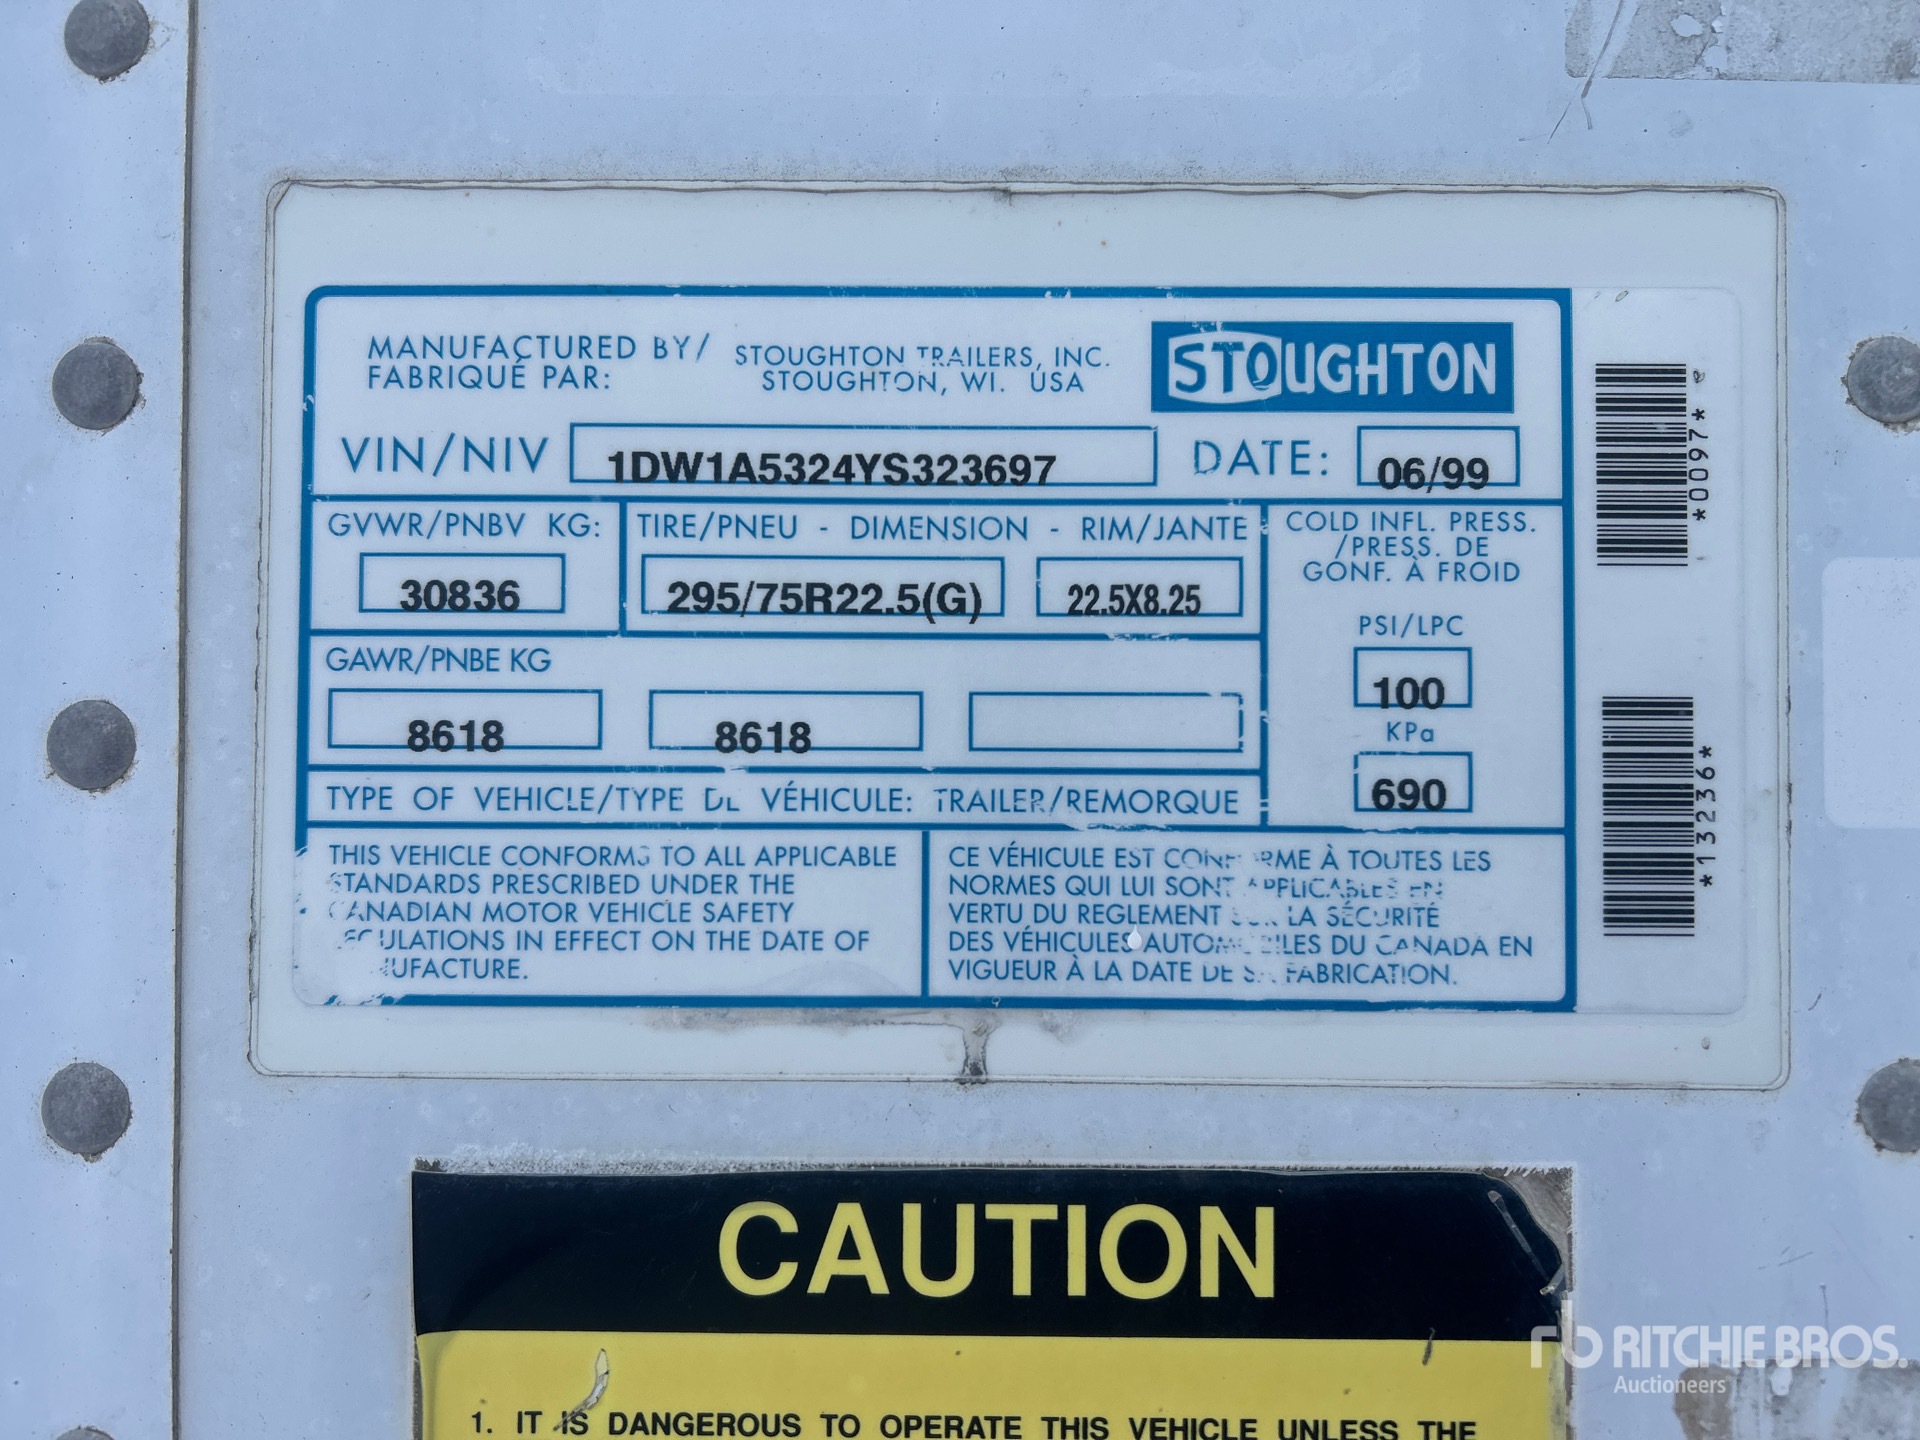 MANUFACTURED BY/
FABRIQUÉ PAR:
STOUGHTON TRAILERS, INC.
STOUGHTON, WI. USA
STOUGHTON
VIN/NIV 1DW1A5324YS323697 DATE: 06/99
GVWR/PNBV KG:
30836
TIRE/PNEU - DIMENSION - RIM/JANTE
295/75R22.5(G) 22.5X8.25
COLD INFL. PRESS.
/PRESS. DE
GONF. À FROID
PSI/LPC
100
KPa
690
GAWR/PNBE KG
8618 8618
TYPE OF VEHICLE/TYPE DE VÉHICULE: TRAILER/REMORQUE
THIS VEHICLE CONFORMS TO ALL APPLICABLE
STANDARDS PRESCRIBED UNDER THE
CANADIAN MOTOR VEHICLE SAFETY
REGULATIONS IN EFFECT ON THE DATE OF
MANUFACTURE.
CE VÉHICULE EST CONFORME À TOUTES LES
NORMES QUI LUI SONT APPLICABLES EN
VERTU DU REGLEMENT SUR LA SÉCURITÉ
DES VÉHICULES AUTOMOBILES DU CANADA EN
VIGUEUR À LA DATE DE SA FABRICATION.
*0097*
*13236*
CAUTION
1. IT IS DANGEROUS TO OPERATE THIS VEHICLE UNLESS THE
rb RITCHIE BROS.
Auctioneers